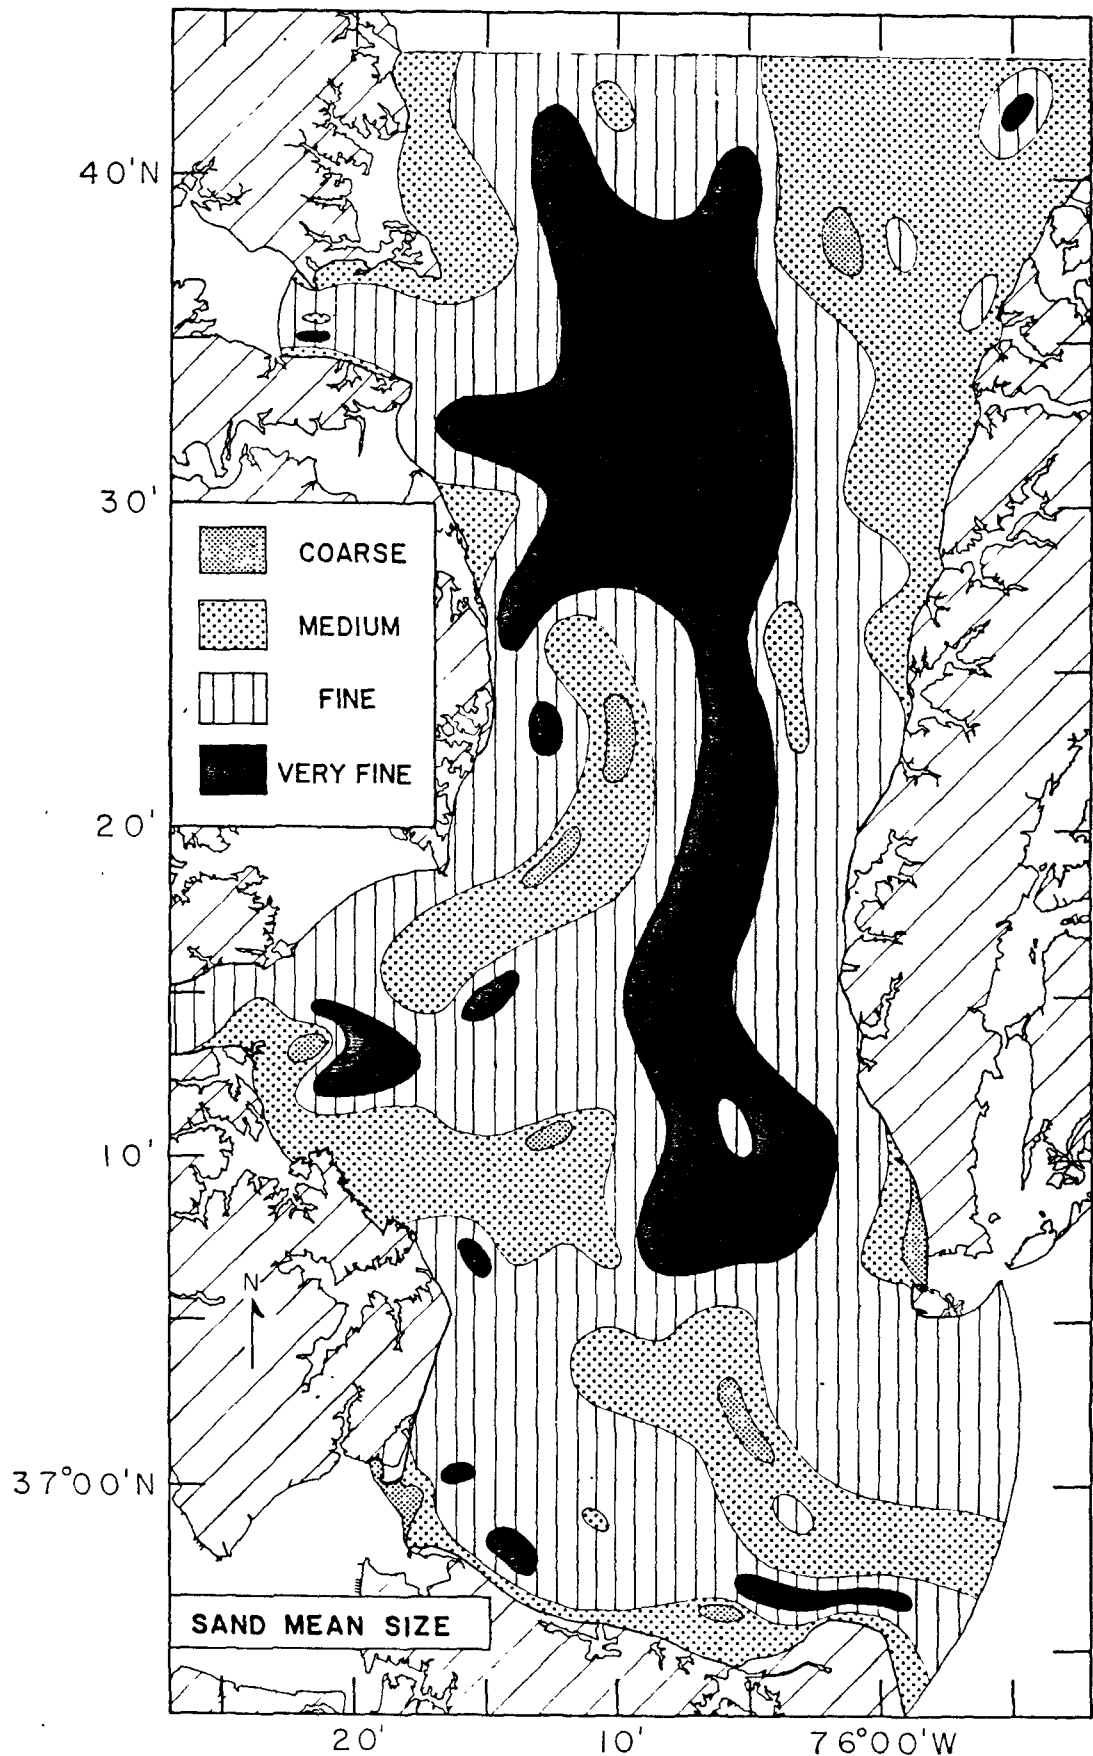 40'N
30'
COARSE
MEDIUM
FINE
VERY FINE
20'
10'
N
37°00'N
SAND MEAN SIZE
20' 10' 76°00'W